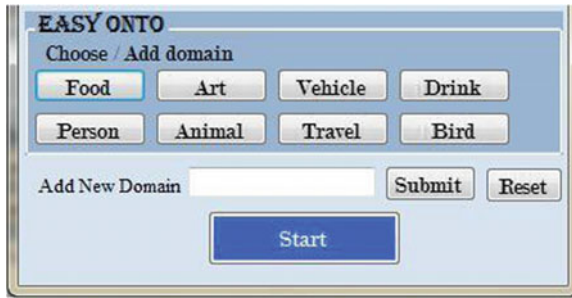 EASY ONTO
Choose / Add domain
Food Art Vehicle Drink
Person Animal Travel Bird
Add New Domain Submit Reset
Start